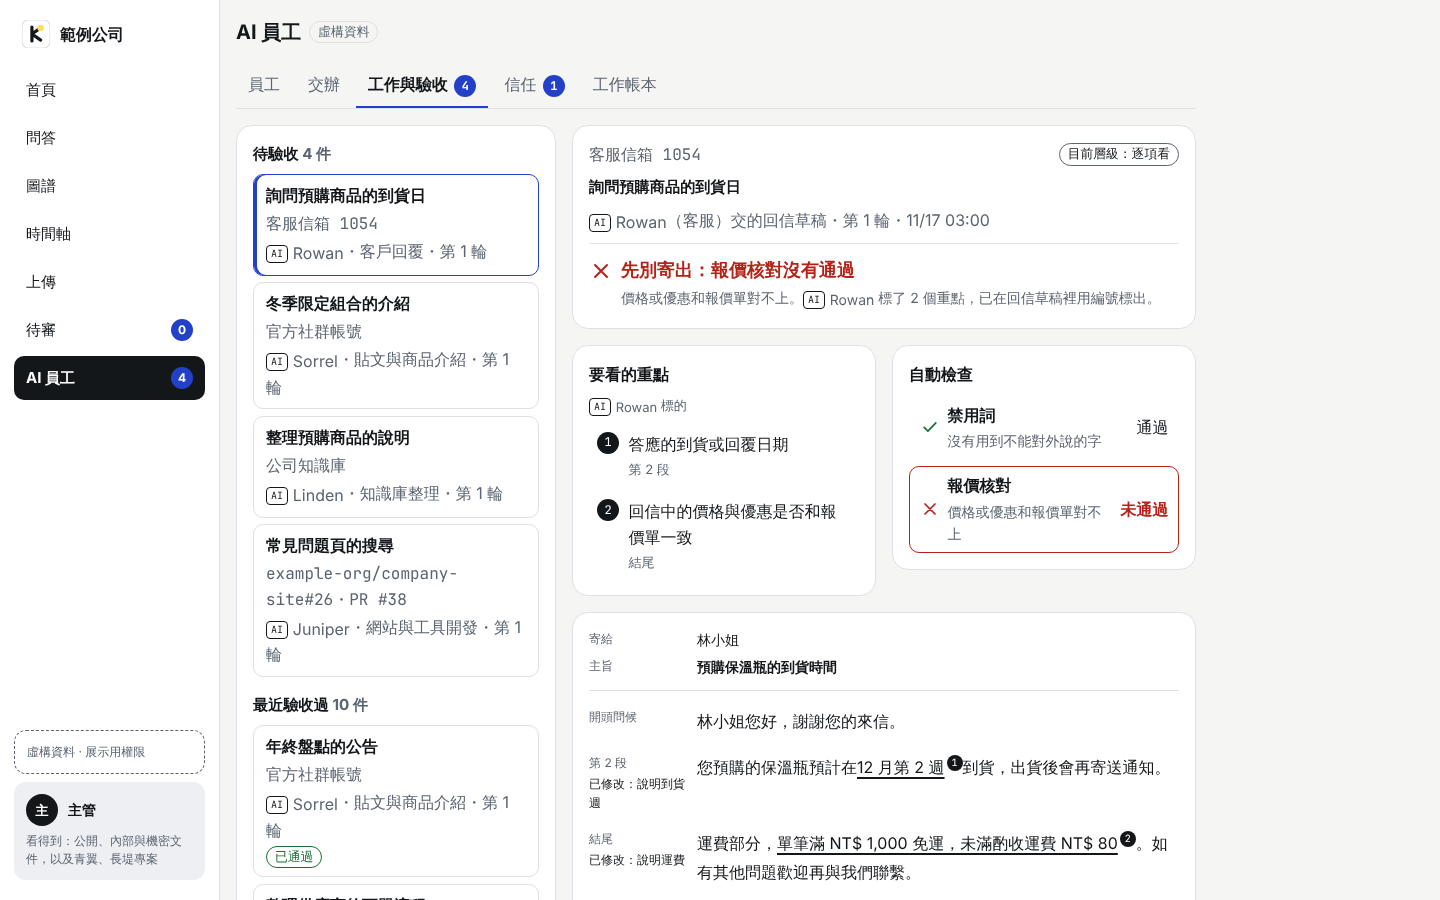 範例公司
首頁
問答
圖譜
時間軸
上傳
待審 0
AI 員工 4
虛構資料 · 展示用權限
主 主管
看得到：公開、內部與機密文
件，以及青翼、長堤專案
AI 員工 虛構資料
員工 交辦 工作與驗收 4 信任 1 工作帳本
待驗收 4 件
詢問預購商品的到貨日
客服信箱 1054
AI Rowan · 客戶回覆 · 第 1 輪
冬季限定組合的介紹
官方社群帳號
AI Sorrel · 貼文與商品介紹 · 第 1
輪
整理預購商品的說明
公司知識庫
AI Linden · 知識庫整理 · 第 1 輪
常見問題頁的搜尋
example-org/company-
site#26 · PR #38
AI Juniper · 網站與工具開發 · 第 1
輪
最近驗收過 10 件
年終盤點的公告
官方社群帳號
AI Sorrel · 貼文與商品介紹 · 第 1
輪
已通過
客服信箱 1054 目前層級：逐項看
詢問預購商品的到貨日
AI Rowan（客服）交的回信草稿 · 第 1 輪 · 11/17 03:00
先別寄出：報價核對沒有通過
價格或優惠和報價單對不上。 AI Rowan 標了 2 個重點，已在回信草稿裡用編號標出。
要看的重點
AI Rowan 標的
1 答應的到貨或回覆日期
第 2 段
2 回信中的價格與優惠是否和報
價單一致
結尾
自動檢查
禁用詞 通過
沒有用到不能對外說的字
報價核對 未通過
價格或優惠和報價單對不
上
寄給 林小姐
主旨 預購保溫瓶的到貨時間
開頭問候 林小姐您好，謝謝您的來信。
第 2 段 您預購的保溫瓶預計在12 月第 2 週 1 到貨，出貨後會再寄送通知。
已修改：說明到貨
週
結尾 運費部分，單筆滿 NT$ 1,000 免運，未滿酌收運費 NT$ 80 2 。如
已修改：說明運費 有其他問題歡迎再與我們聯繫。